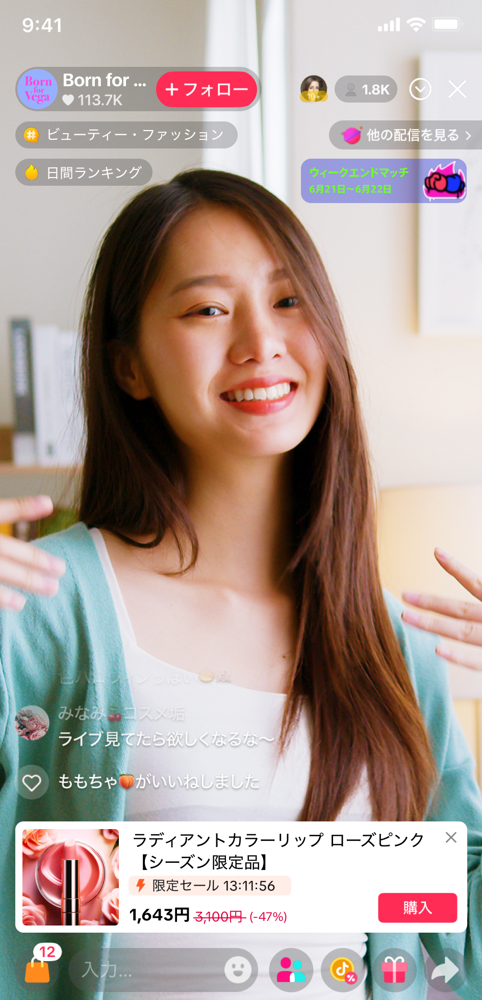 9:41
Born for Vega
Born for ...
113.7K
+ フォロー
10+
1.8K
ビューティー・ファッション
他の配信を見る
日間ランキング
ウィークエンドマッチ
6月21日〜6月22日
みなみ🍒コスメ垢
ライブ見てたら欲しくなるな〜
ももちゃ🍑がいいねしました
ラディアントカラーリップ ローズピンク
【シーズン限定品】
限定セール 13:11:56
1,643円 3,100円 (-47%)
購入
12
入力...
%